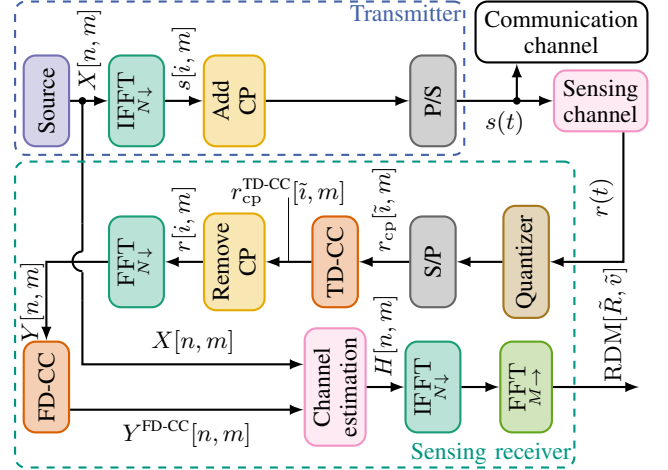 Transmitter
Communication
channel
Source
X[n, m]
IFFT
N↓
s[i, m]
Add
CP
P/S
s(t)
Sensing
channel
r(t)
Quantizer
S/P
r_cp[ĩ, m]
TD-CC
r_cp^TD-CC[ĩ, m]
Remove
CP
r[i, m]
FFT
N↓
Y[n, m]
FD-CC
X[n, m]
Y^FD-CC[n, m]
Channel
estimation
H[n, m]
IFFT
N↓
FFT
M→
RDM[R̃, ṽ]
Sensing receiver